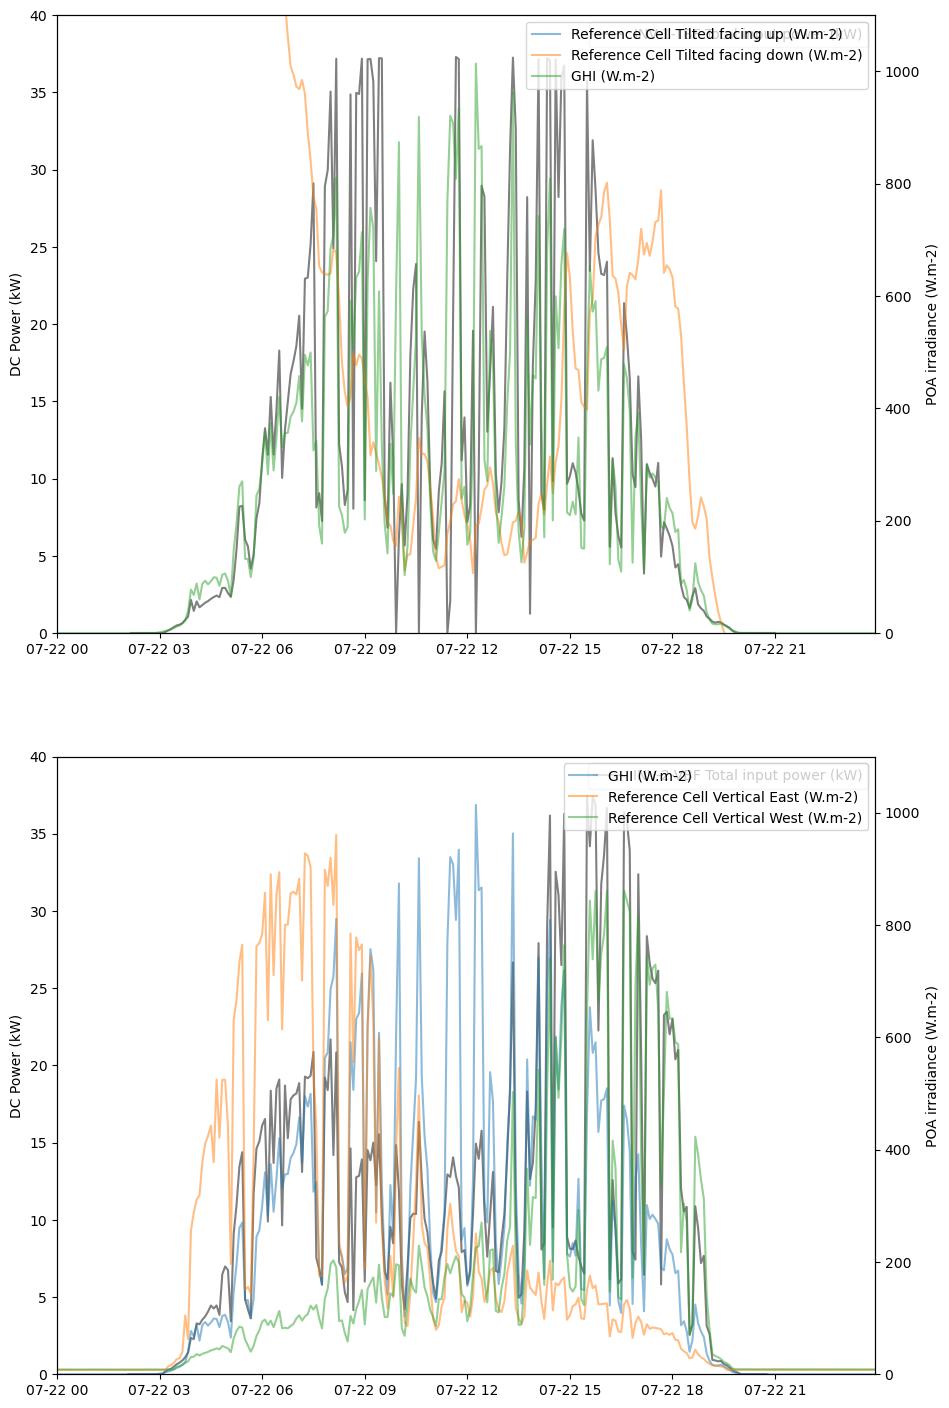 40
35
30
25
20
15
10
5
0
DC Power (kW)
Reference Cell Tilted facing up (W.m-2)
Reference Cell Tilted facing down (W.m-2)
GHI (W.m-2)
1000
800
600
400
200
0
POA irradiance (W.m-2)
07-22 00 07-22 03 07-22 06 07-22 09 07-22 12 07-22 15 07-22 18 07-22 21
40
35
30
25
20
15
10
5
0
DC Power (kW)
GHI (W.m-2) Total input power (kW)
Reference Cell Vertical East (W.m-2)
Reference Cell Vertical West (W.m-2)
1000
800
600
400
200
0
POA irradiance (W.m-2)
07-22 00 07-22 03 07-22 06 07-22 09 07-22 12 07-22 15 07-22 18 07-22 21